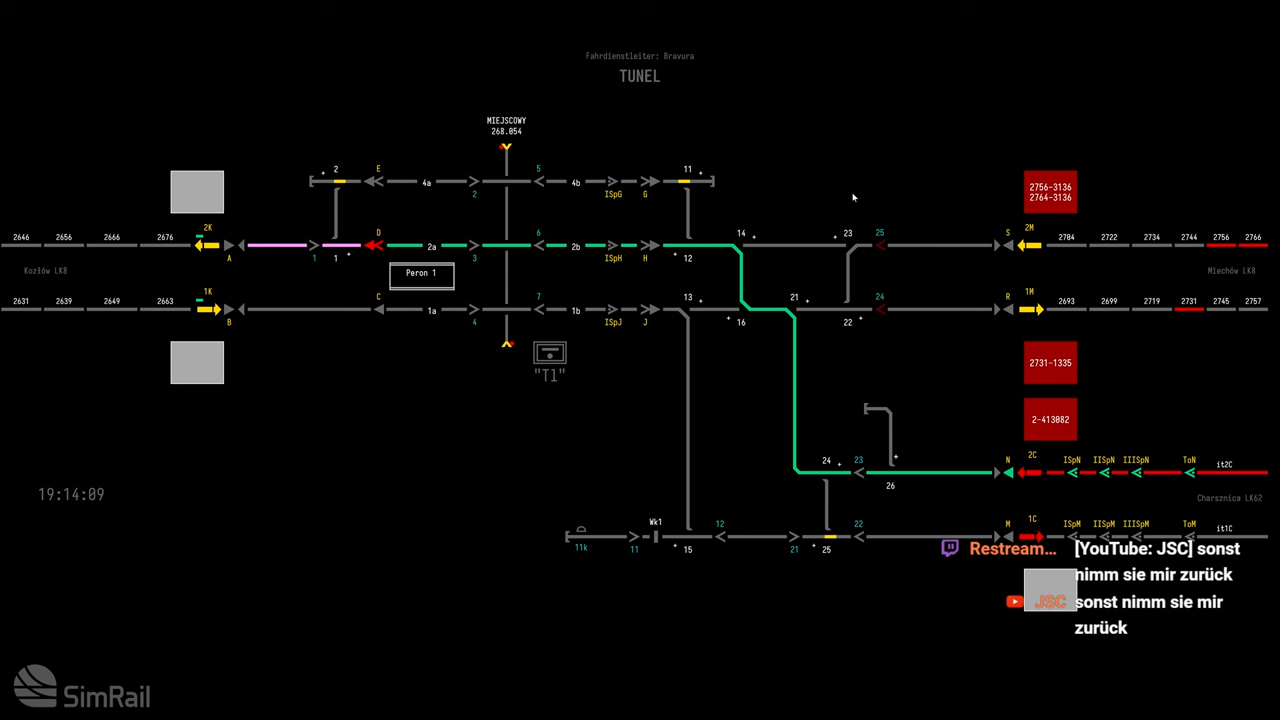 Fahrdienstleiter: Bravura
TUNEL
MIEJSCOWY
268.054
2 E 5 11
4a 4b
2 ISpG G
2756-3136
2764-3136
2646 2656 2666 2676 2K D 6 14 23 25 S 2M 2704 2722 2734 2744 2756 2766
2a 2b
A 1 1 3 ISpH H 12
Kozłów LK8
Peron 1
Miechów LK8
2631 2639 2649 2663 1K 13 21 24 R 1M 2693 2699 2719 2731 2745 2757
7
1a 1b
B C 4 ISpJ J 16 22
"T1"
2731-1335
2-413082
24 23 26 N 2C ISpN IISpN IIISpN ToN it2C
19:14:09
Charsznica LK62
Wk1 12 22 1C ISpM IISpM IIISpM ToM it1C
11k 11 15 21 25 M
Restream... [YouTube: JSC] sonst
nimm sie mir zurück
JSC sonst nimm sie mir
zurück
SimRail